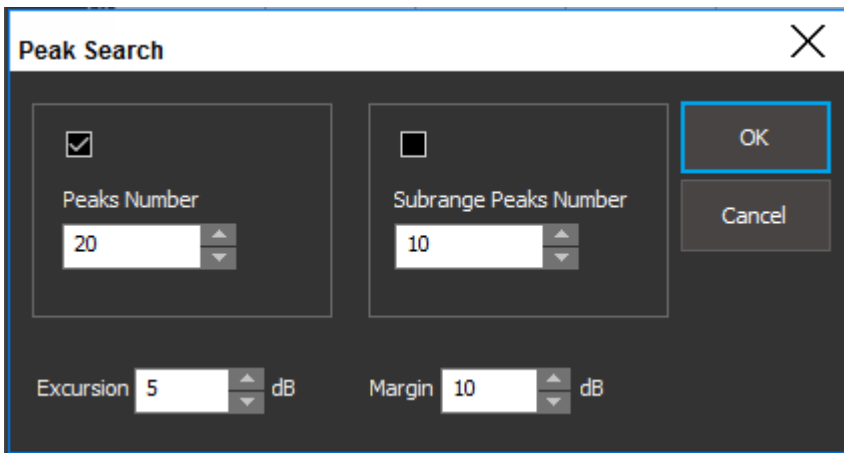 Peak Search
Peaks Number
20
Subrange Peaks Number
10
OK
Cancel
Excursion 5 dB
Margin 10 dB